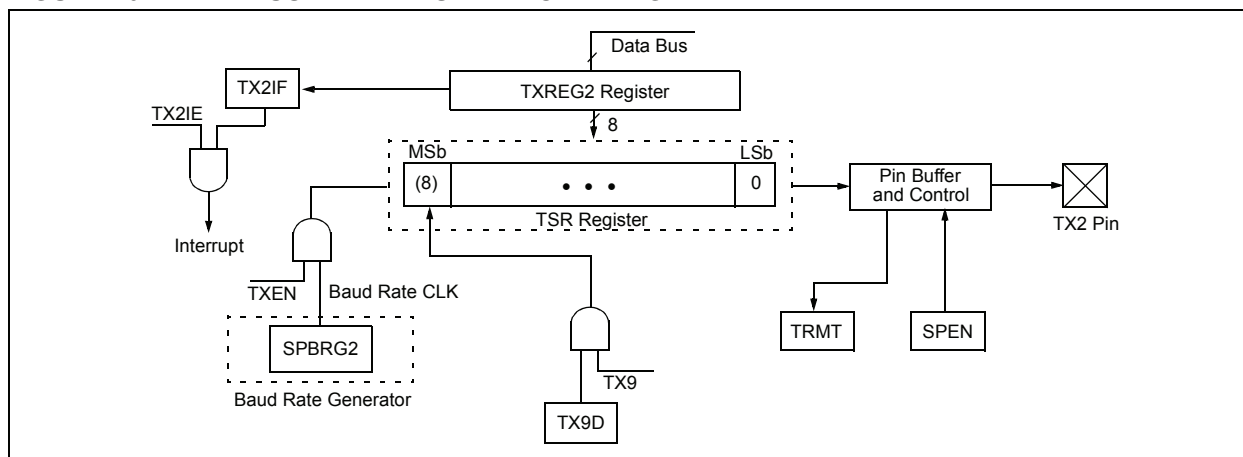 Data Bus
TXREG2 Register
TX2IF
TX2IE
8
MSb
LSb
(8)
• • •
0
TSR Register
Pin Buffer
and Control
TX2 Pin
Interrupt
TXEN
Baud Rate CLK
SPBRG2
Baud Rate Generator
TX9
TX9D
TRMT
SPEN